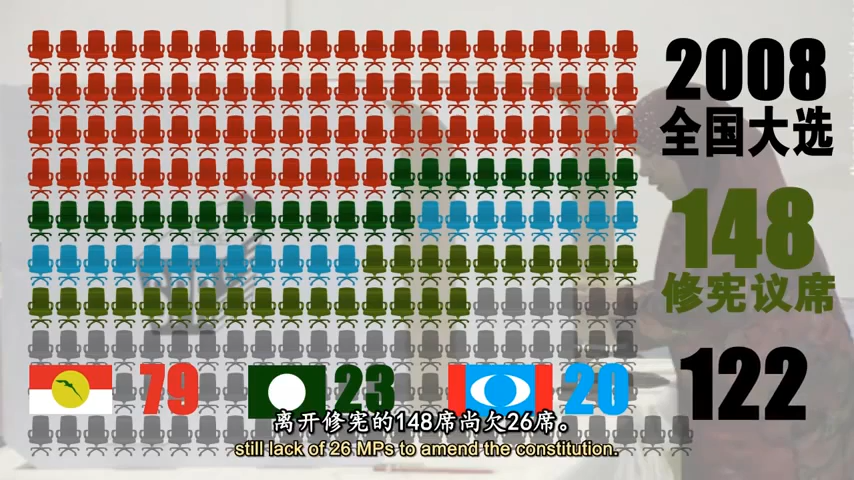 2008
全国大选
148
修宪议席
79
23
20
122
离开修宪的148席尚欠26席。
still lack of 26 MPs to amend the constitution.